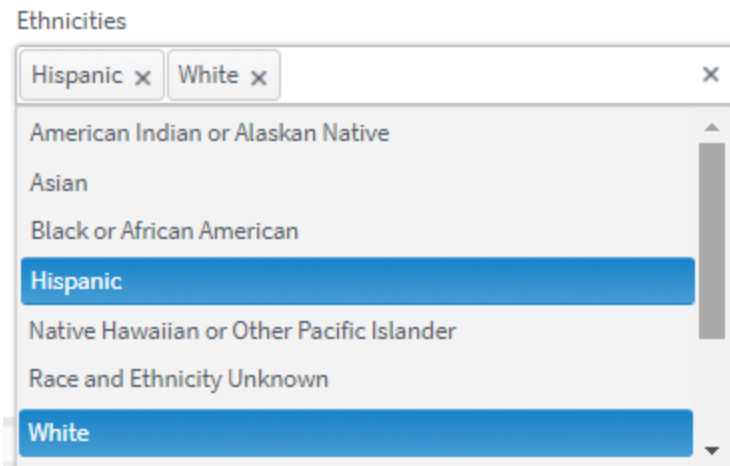 Ethnicities
Hispanic × White × ×
American Indian or Alaskan Native
Asian
Black or African American
Hispanic
Native Hawaiian or Other Pacific Islander
Race and Ethnicity Unknown
White